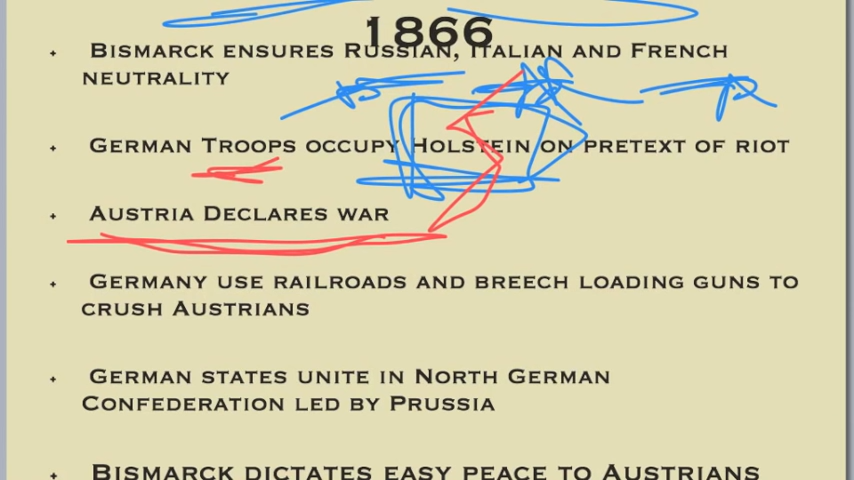 1866
Bismarck ensures Russian, Italian and French
neutrality
German Troops occupy Holstein on pretext of riot
Austria Declares war
Germany use railroads and breech loading guns to
crush Austrians
German states unite in North German
Confederation led by Prussia
Bismarck dictates easy peace to Austrians